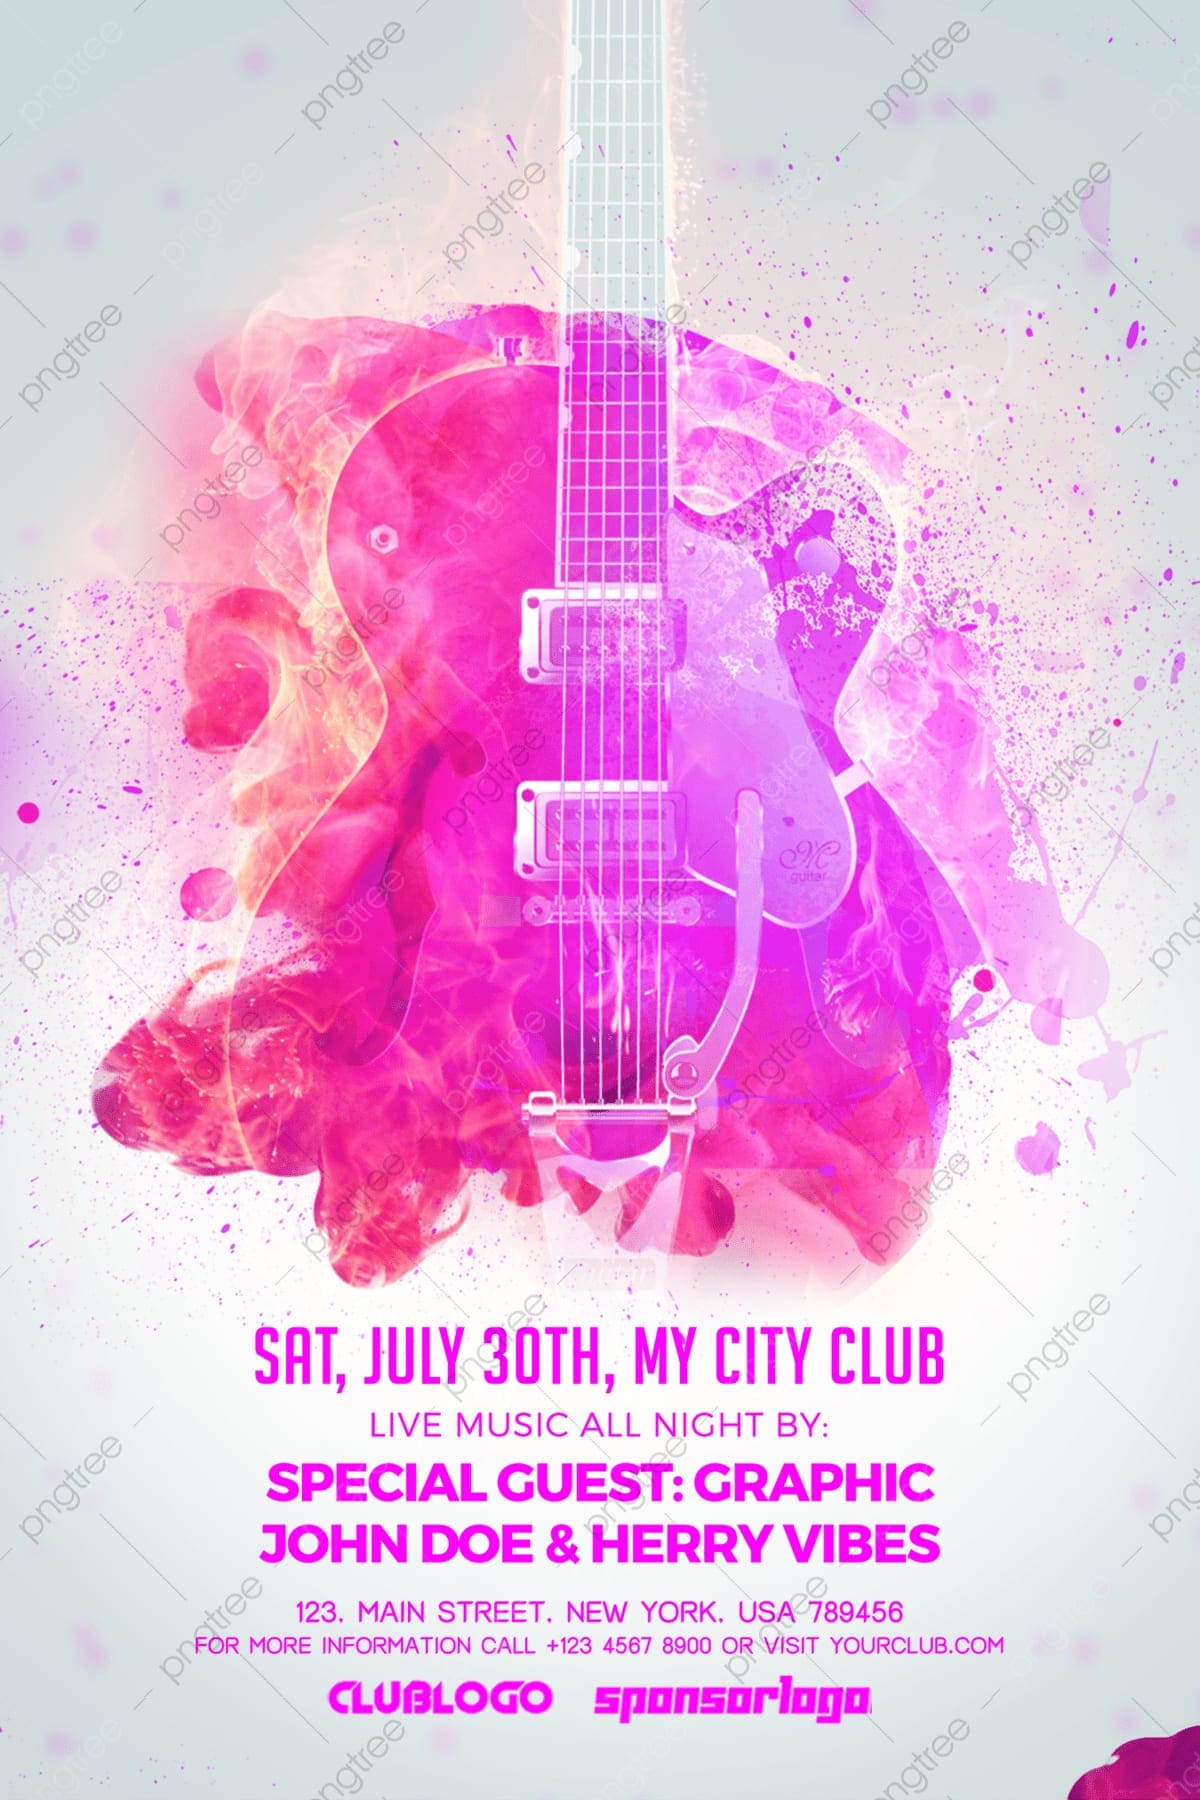 guitar
SAT, JULY 30TH, MY CITY CLUB
LIVE MUSIC ALL NIGHT BY:
SPECIAL GUEST: GRAPHIC
JOHN DOE & HERRY VIBES
123. MAIN STREET. NEW YORK. USA 789456
FOR MORE INFORMATION CALL +123 4567 8900 OR VISIT YOURCLUB.COM
CLUBLOGO sponsorlogo
pngtree